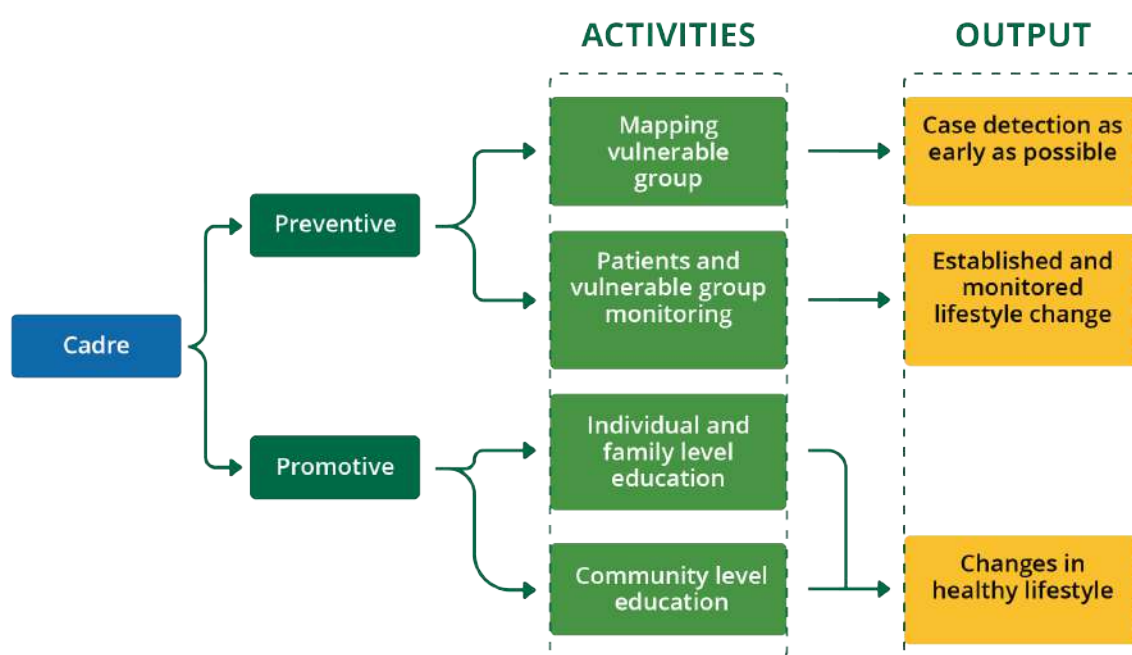 ACTIVITIES
OUTPUT
Mapping
vulnerable
group
Case detection as
early as possible
Preventive
Patients and
vulnerable group
monitoring
Established and
monitored
lifestyle change
Cadre
Individual and
family level
education
Promotive
Community level
education
Changes in
healthy lifestyle